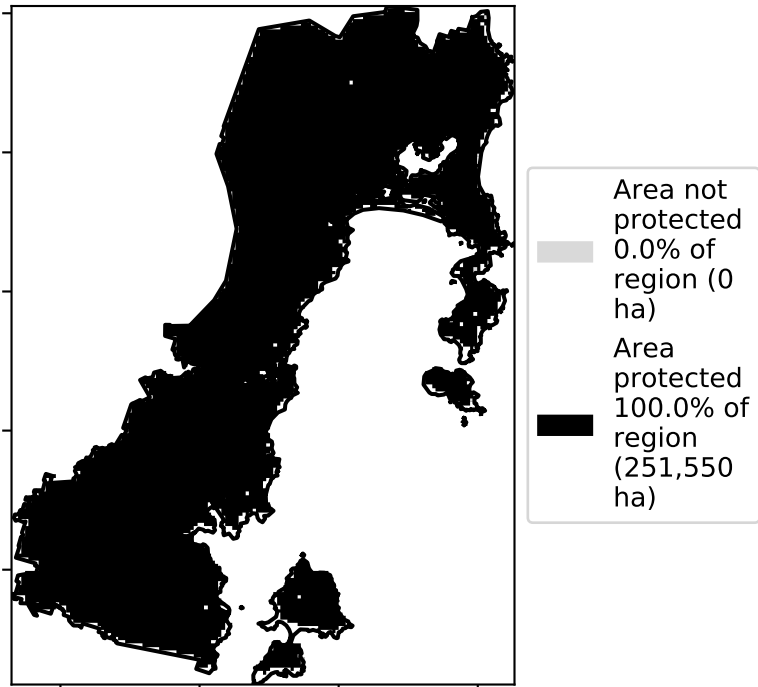 Area not
protected
0.0% of
region (0
ha)
Area
protected
100.0% of
region
(251,550
ha)